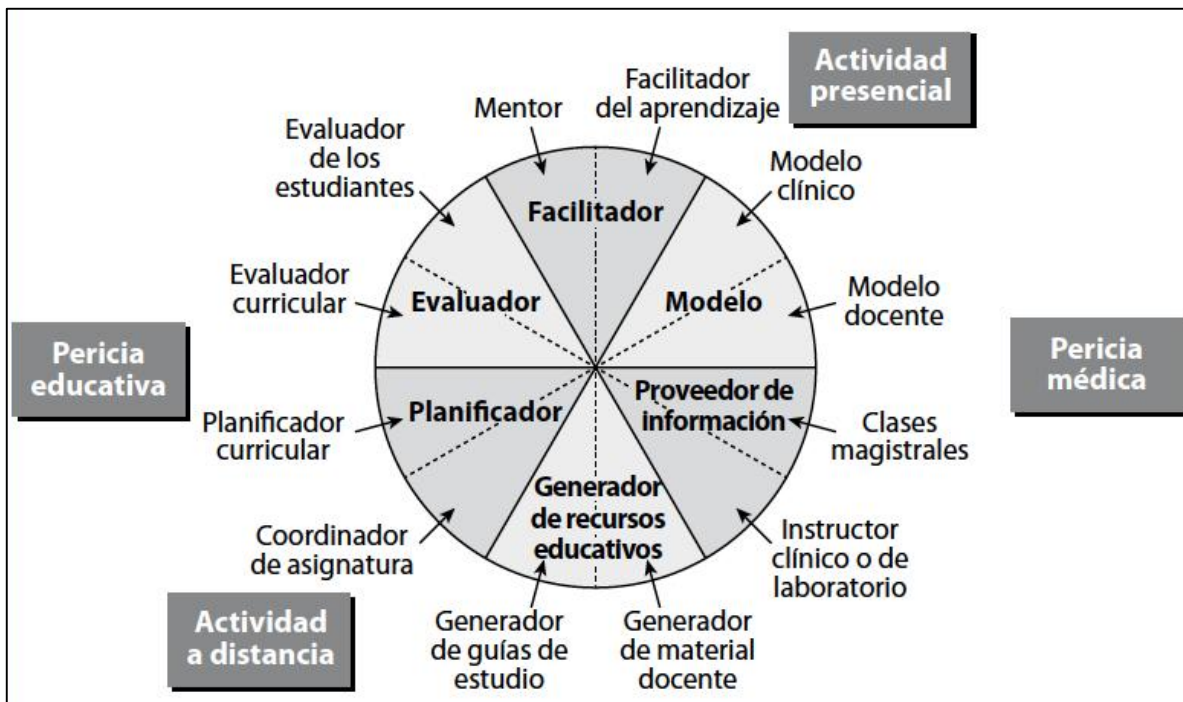 Actividad
presencial
Facilitador
del aprendizaje
Mentor
Evaluador
de los
estudiantes
Modelo
clínico
Facilitador
Evaluador
curricular
Evaluador
Modelo
Modelo
docente
Pericia
educativa
Pericia
médica
Planificador
curricular
Planificador
Proveedor de
información
Clases
magistrales
Generador
de recursos
educativos
Coordinador
de asignatura
Instructor
clínico o de
laboratorio
Actividad
a distancia
Generador
de guías de
estudio
Generador
de material
docente